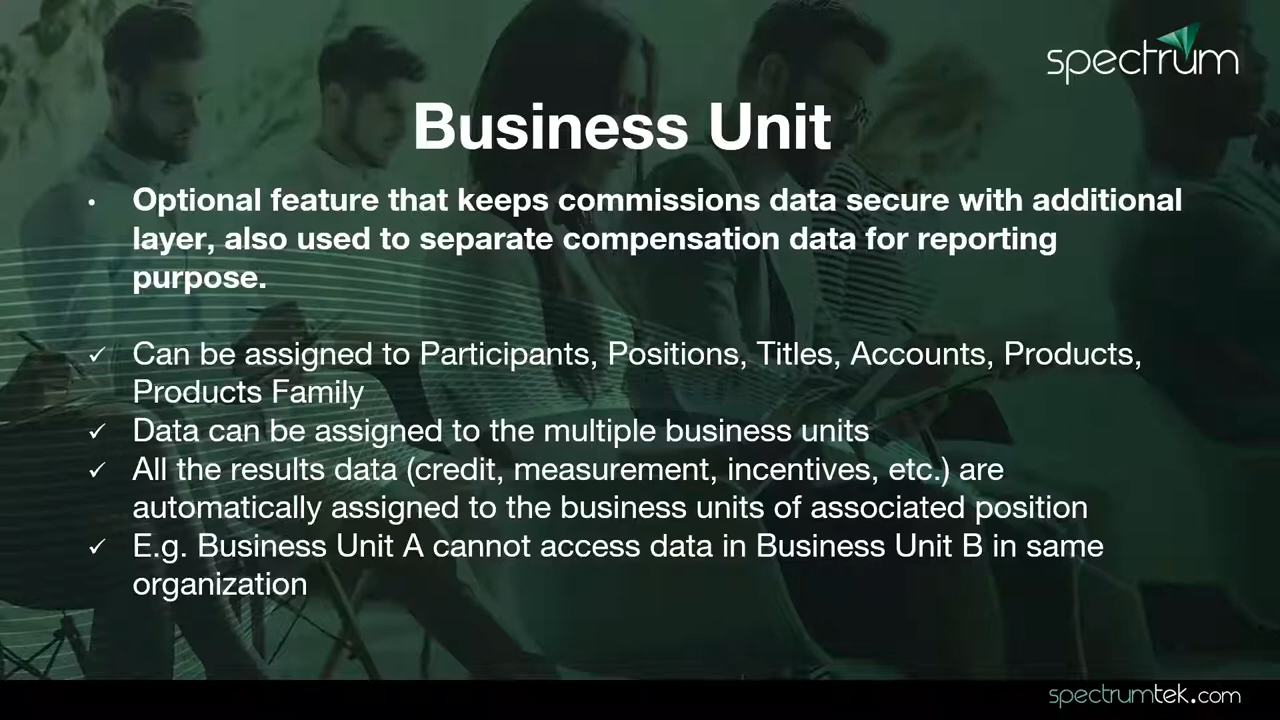 spectrum
Business Unit
• Optional feature that keeps commissions data secure with additional
layer, also used to separate compensation data for reporting
purpose.
✓ Can be assigned to Participants, Positions, Titles, Accounts, Products,
Products Family
✓ Data can be assigned to the multiple business units
✓ All the results data (credit, measurement, incentives, etc.) are
automatically assigned to the business units of associated position
✓ E.g. Business Unit A cannot access data in Business Unit B in same
organization
spectrumtek.com